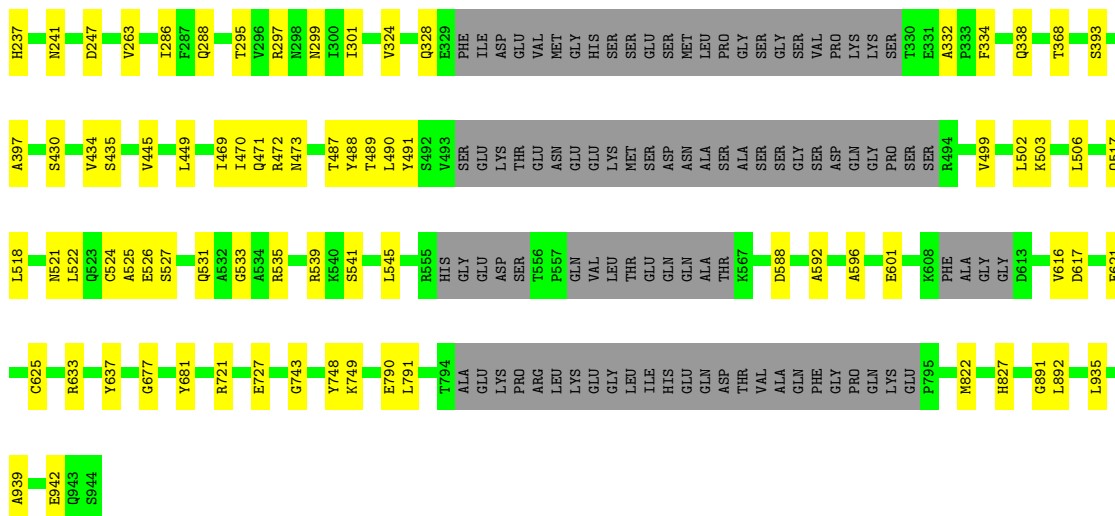 H237 N241 D247 V263 I286 F287 Q288 T295 V296 R297 N298 N299 I300 I301 V324 Q328 E329 PHE ILE ASP GLU VAL MET GLY HIS SER SER GLU SER MET LEU PRO GLY SER GLY SER VAL PRO LYS LYS SER T330 E331 A332 P333 F334 Q338 T368 S393
A397 S430 V434 S435 V445 L449 I469 I470 Q471 R472 N473 T487 Y488 T489 L490 Y491 S492 V493 SER GLU LYS THR GLU ASN GLU GLU LYS MET SER ASP ASN ALA SER ALA SER SER GLY SER ASP GLN GLY PRO SER SER R494 V499 L502 K503 L506
L518 N521 L522 Q523 C524 A525 E526 S527 Q531 A532 G533 A534 R535 R539 K540 S541 L545 R555 HIS GLY GLU ASP SER T556 P557 GLN VAL LEU THR GLU GLN GLN ALA THR K567 D588 A592 A596 E601 K608 PHE ALA GLY GLY D613 V616 D617
C625 R633 Y637 G677 Y681 R721 E727 G743 Y748 K749 E790 L791 T794 ALA GLU LYS PRO ARG LEU LYS GLU GLY LEU ILE HIS GLU GLN ASP THR VAL ALA GLN PHE GLY PRO GLN LYS GLU P795 M822 H827 G891 L892 L935
A939 E942 Q943 S944